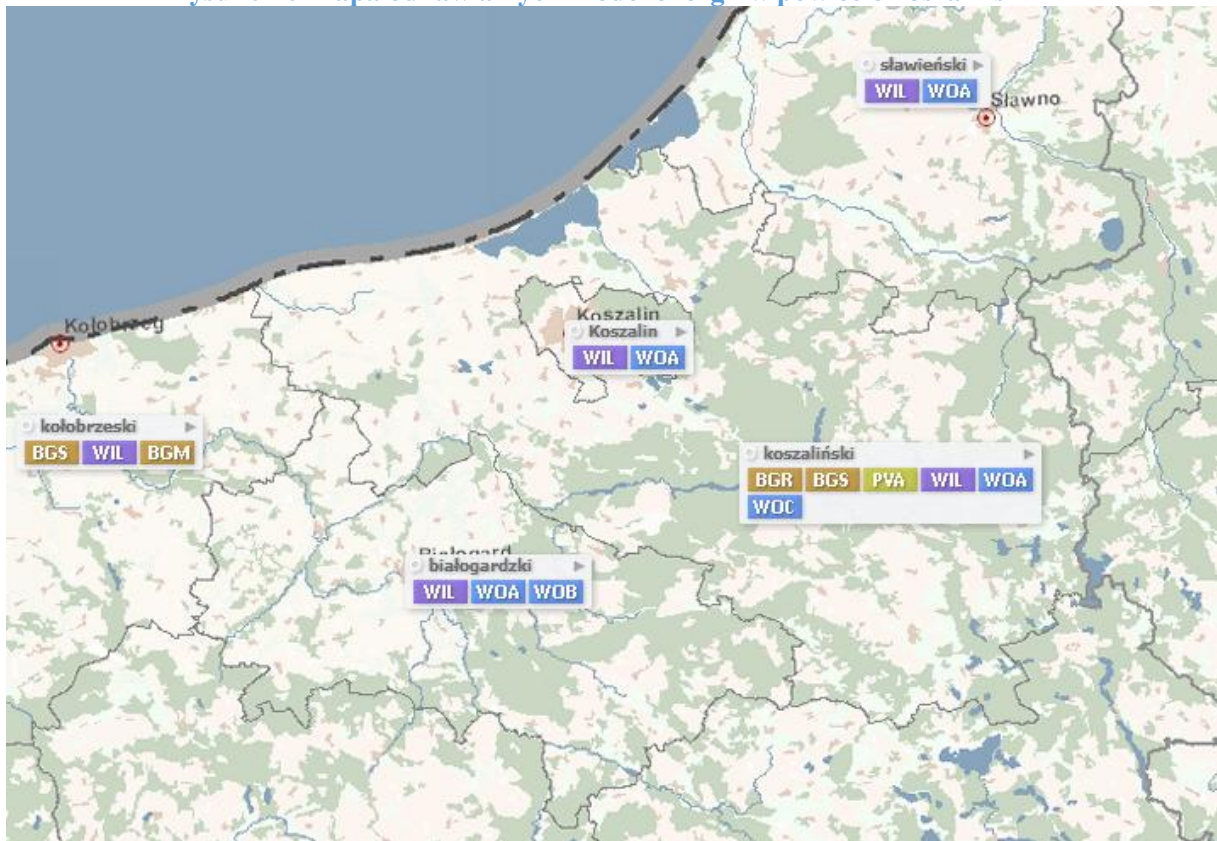 sławieński
WIL WOA
Sławno
Kołobrzeg
Koszalin
Koszalin
WIL WOA
kołobrzeski
BGS WIL BGM
koszaliński
BGR BGS PVA WIL WOA
WOC
Białogard
białogardzki
WIL WOA WOB